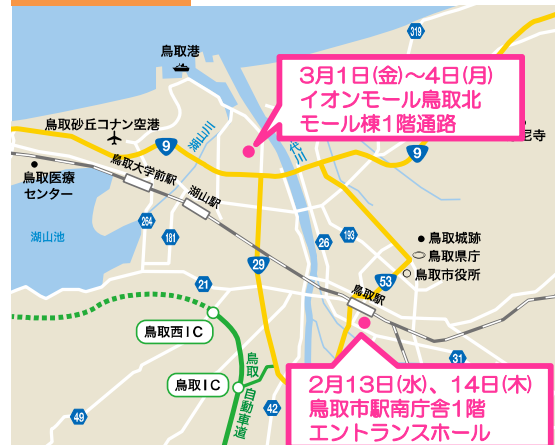 319
鳥取港
3月1日(金)～4日(月)
イオンモール鳥取北
モール棟1階通路
鳥取砂丘コナン空港
湖山川
9
代川
9
尼寺
鳥取大学前駅
鳥取医療
センター
湖山駅
264
181
湖山池
26
193
鳥取城跡
鳥取県庁
鳥取市役所
21
29
53
鳥取駅
鳥取西IC
31
鳥取IC
鳥取
自動車道
42
49
2月13日(水)、14日(木)
鳥取市駅南庁舎1階
エントランスホール